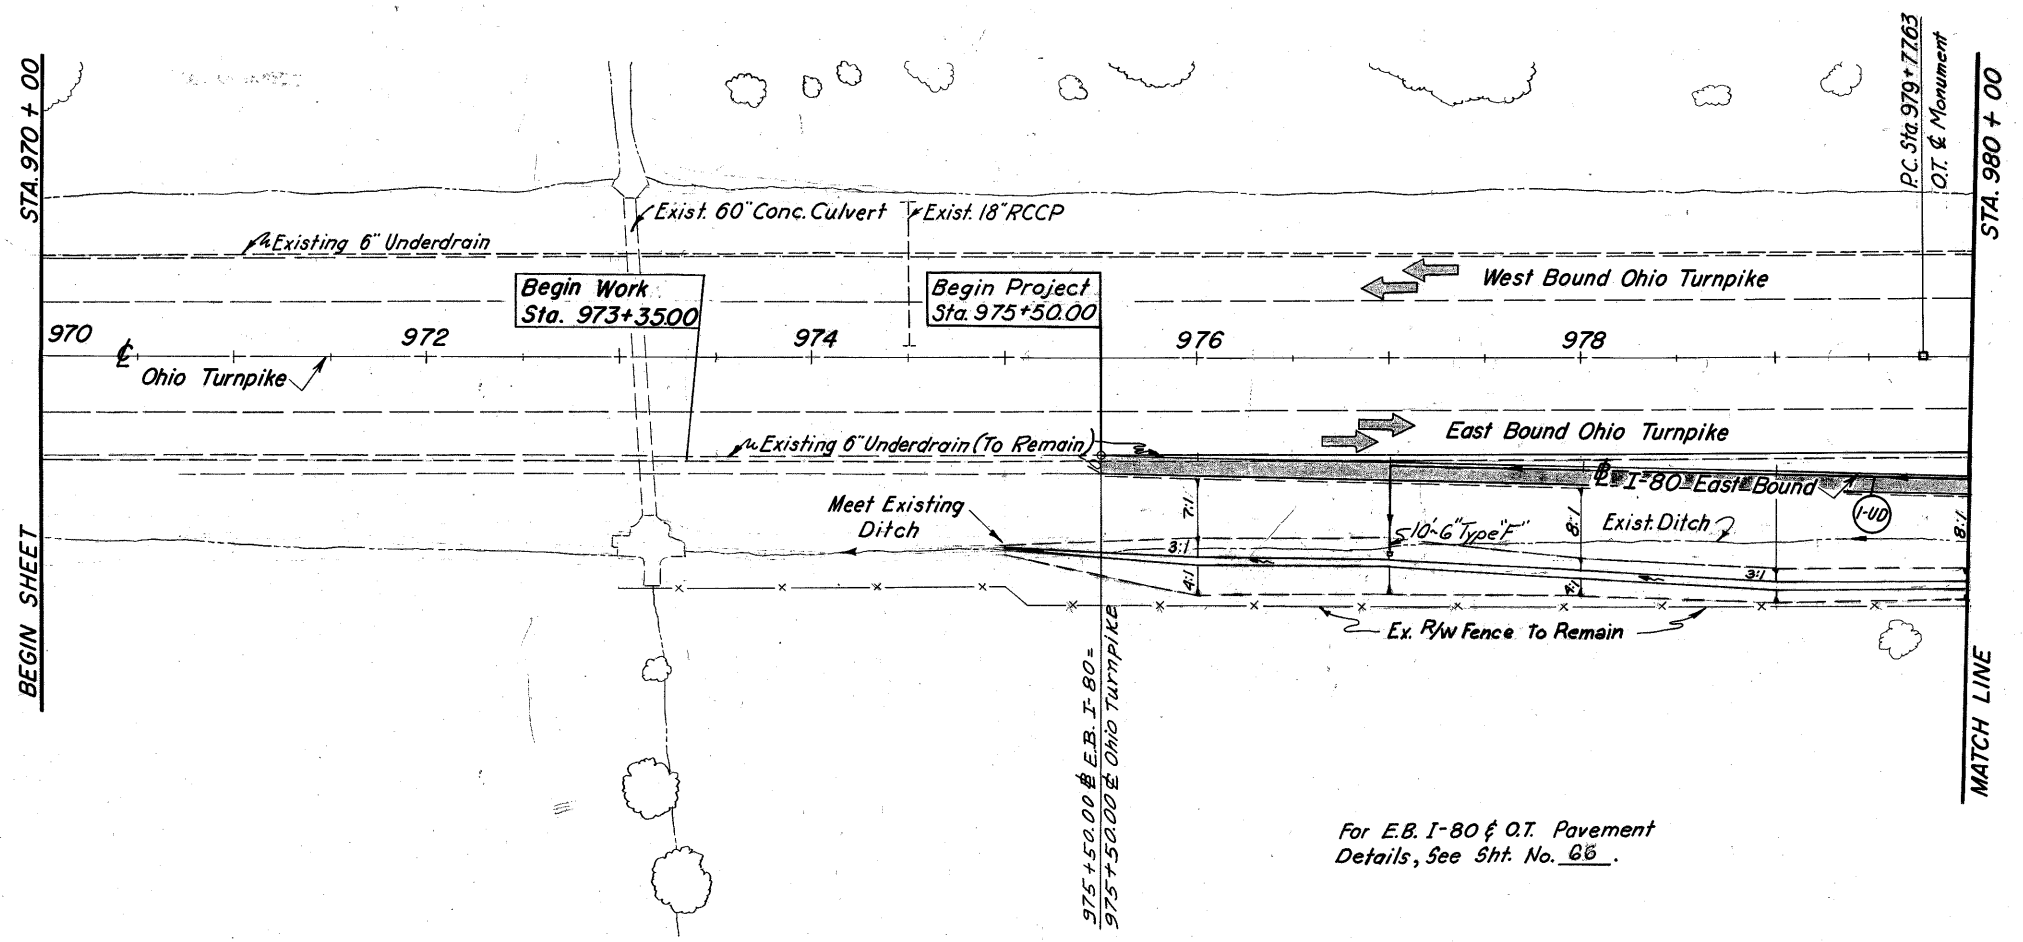 STA. 970 + 00
BEGIN SHEET
P.C. Sta. 979+77.63
O.T. ℄ Monument
STA. 980 + 00
MATCH LINE
Exist. 60" Conc. Culvert
Exist. 18" RCCP
Existing 6" Underdrain
Begin Work
Sta. 973+35.00
Begin Project
Sta. 975+50.00
West Bound Ohio Turnpike
970
972
974
976
978
℄
Ohio Turnpike
Existing 6" Underdrain (To Remain)
East Bound Ohio Turnpike
I-80 East Bound
1-UD
Meet Existing
Ditch
7:1
3:1
4:1
10'-6" Type "F"
8:1
4:1
Exist. Ditch
3:1
8:1
Ex. R/W Fence To Remain
975+50.00 ℄ E.B. I-80 =
975+50.00 ℄ Ohio Turnpike
For E.B. I-80 & O.T. Pavement
Details, See Sht. No. 66.